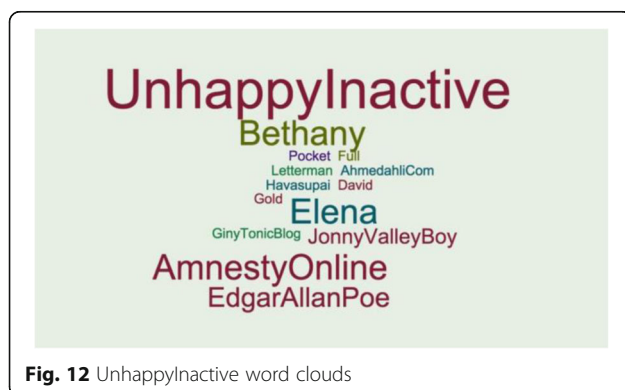 UnhappyInactive
Bethany
Pocket Full
Letterman AhmedahliCom
Havasupai David
Gold
Elena
GinyTonicBlog JonnyValleyBoy
AmnestyOnline
EdgarAllanPoe
Fig. 12 UnhappyInactive word clouds